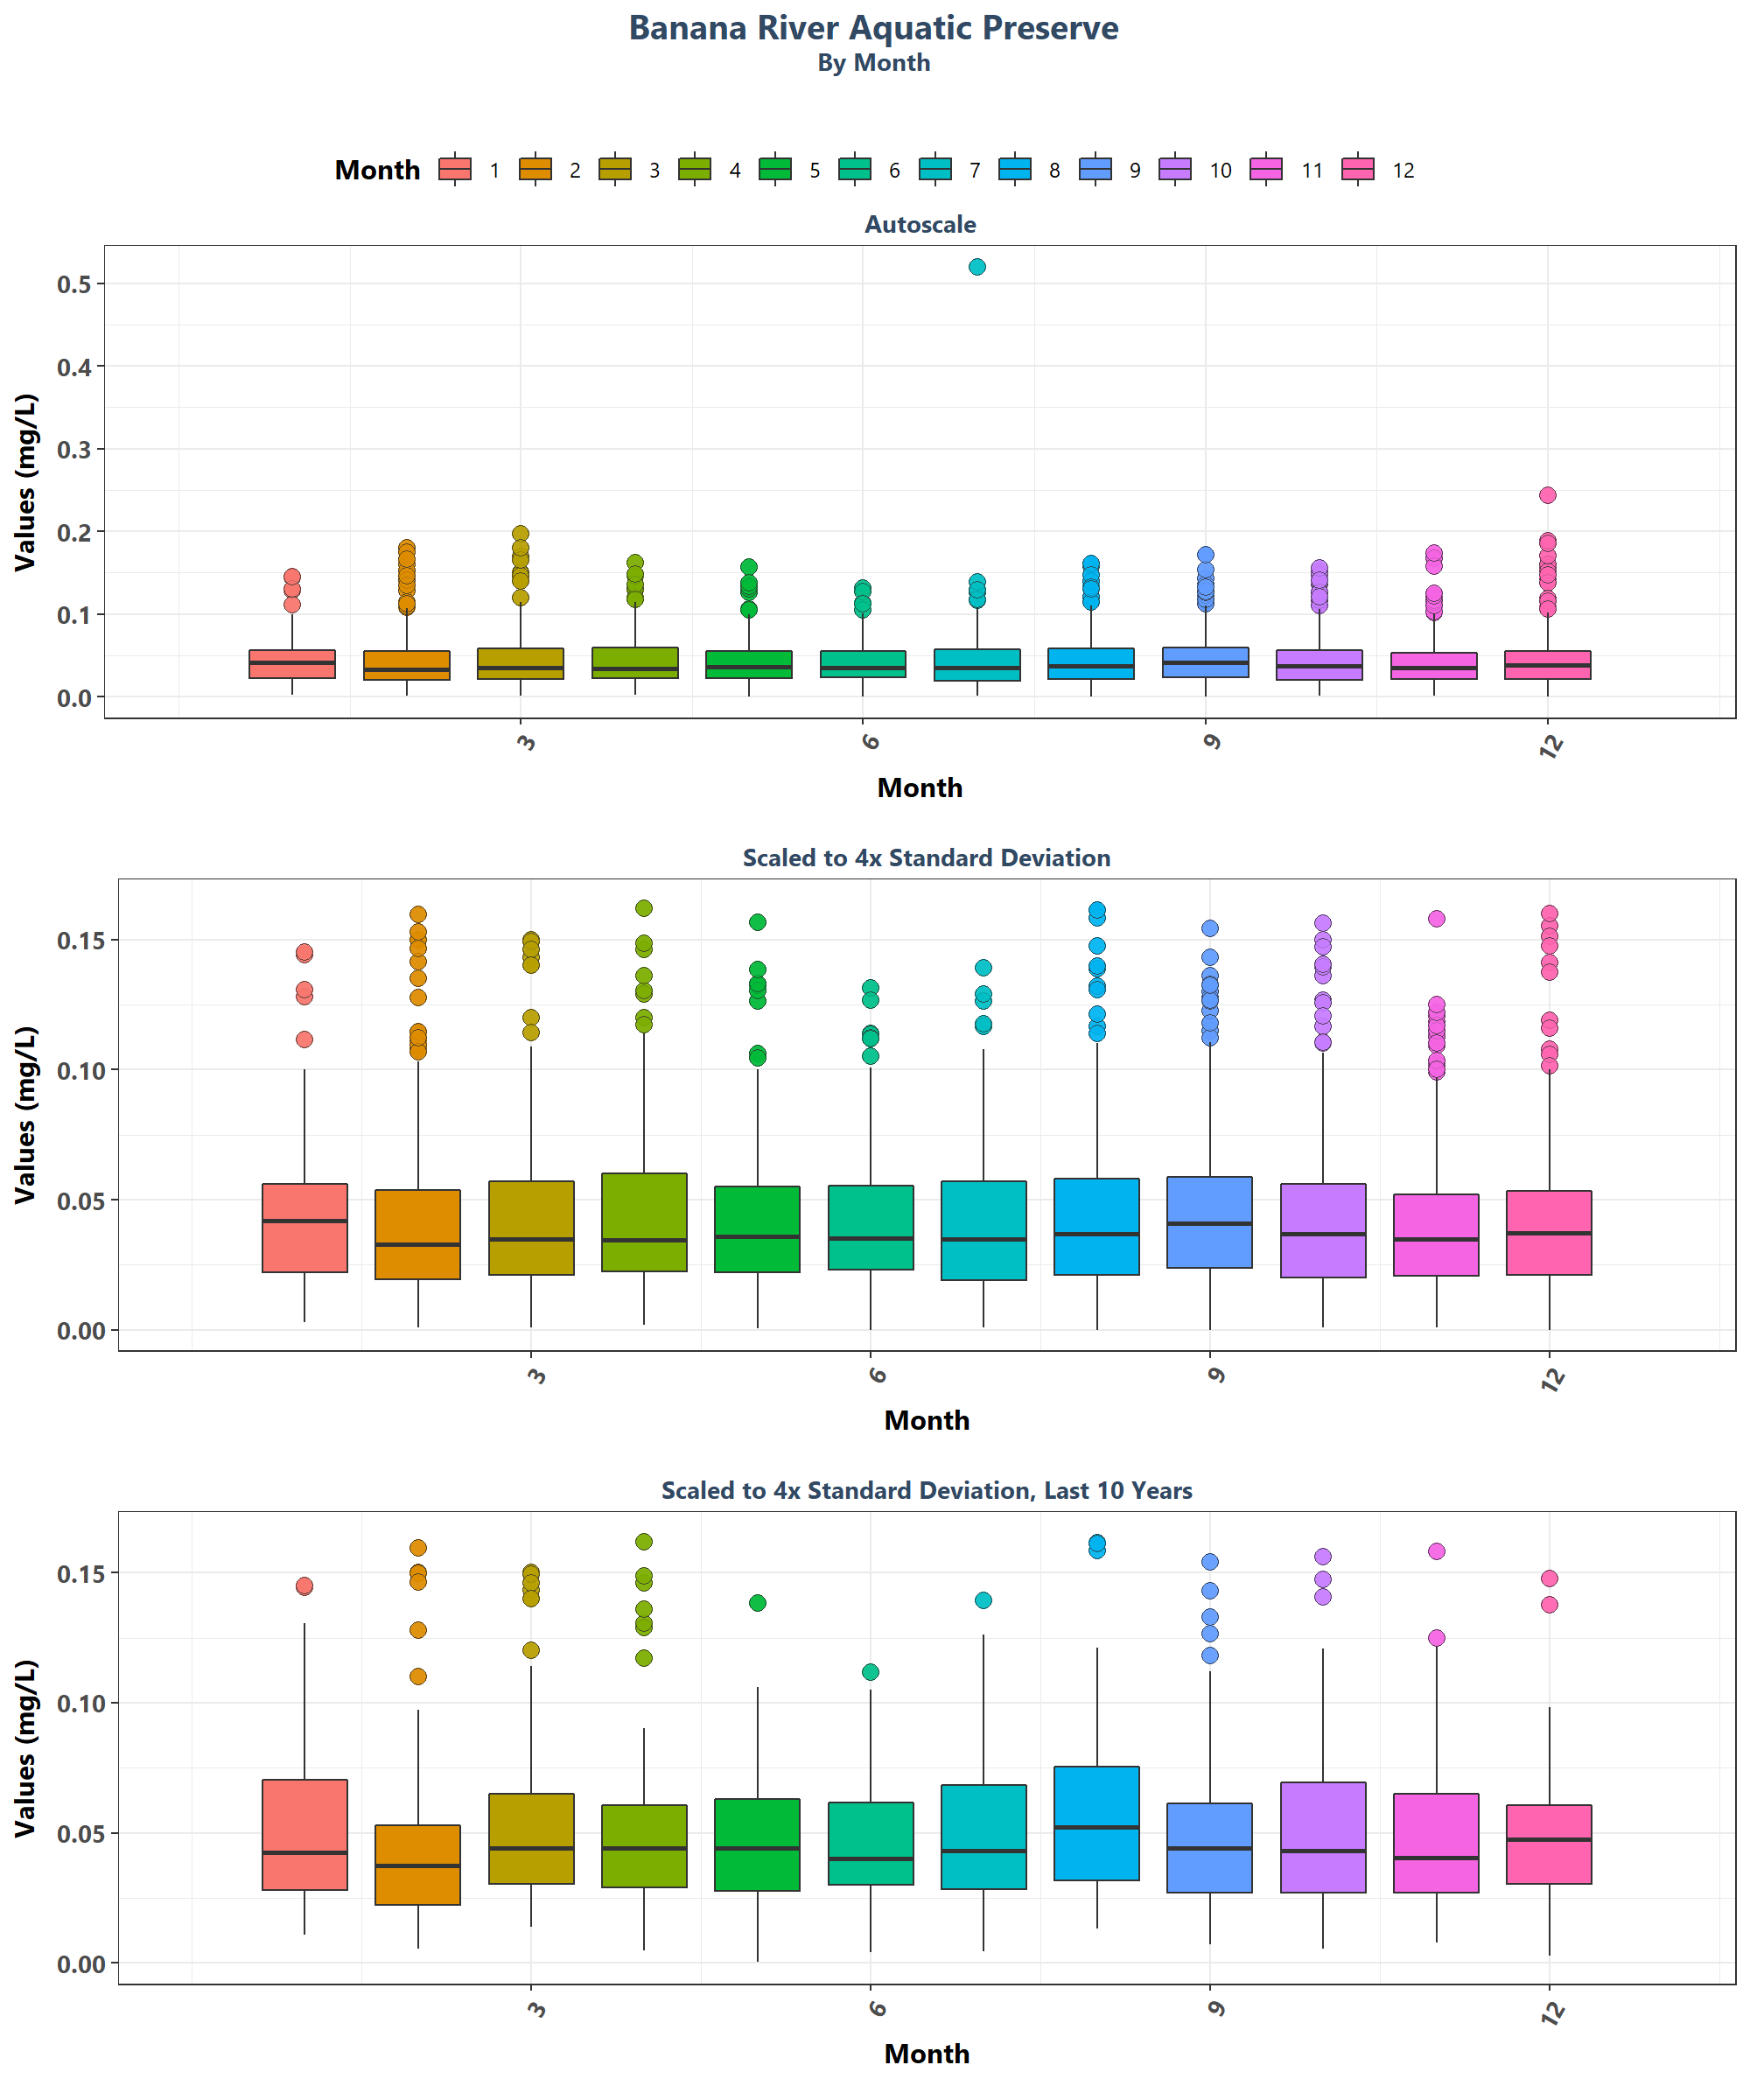 Banana River Aquatic Preserve
By Month
Month 1 2 3 4 5 6 7 8 9 10 11 12
Autoscale
Values (mg/L)
0.5
0.4
0.3
0.2
0.1
0.0
3 6 9 12
Month
Scaled to 4x Standard Deviation
Values (mg/L)
0.15
0.10
0.05
0.00
3 6 9 12
Month
Scaled to 4x Standard Deviation, Last 10 Years
Values (mg/L)
0.15
0.10
0.05
0.00
3 6 9 12
Month